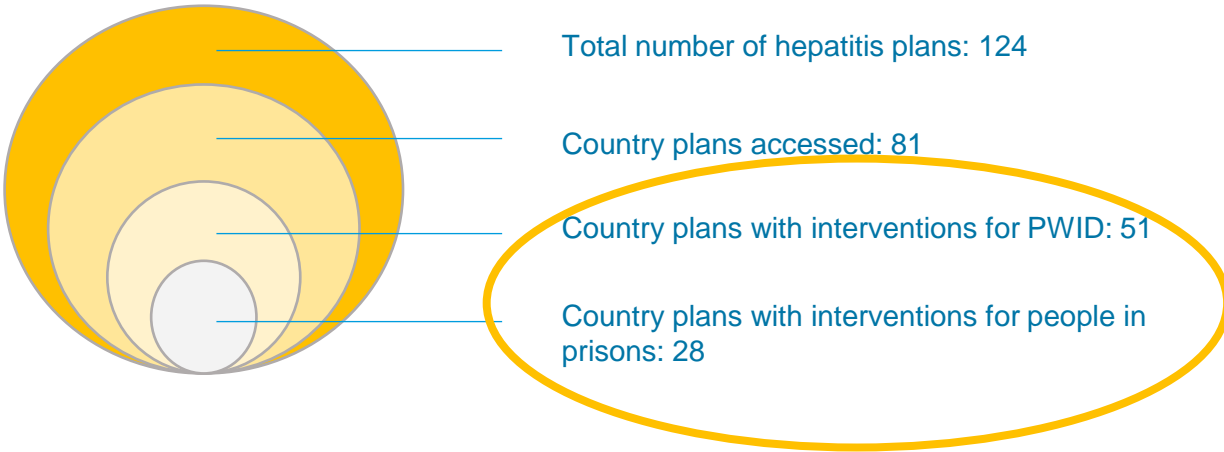 Total number of hepatitis plans: 124
Country plans accessed: 81
Country plans with interventions for PWID: 51
Country plans with interventions for people in
prisons: 28